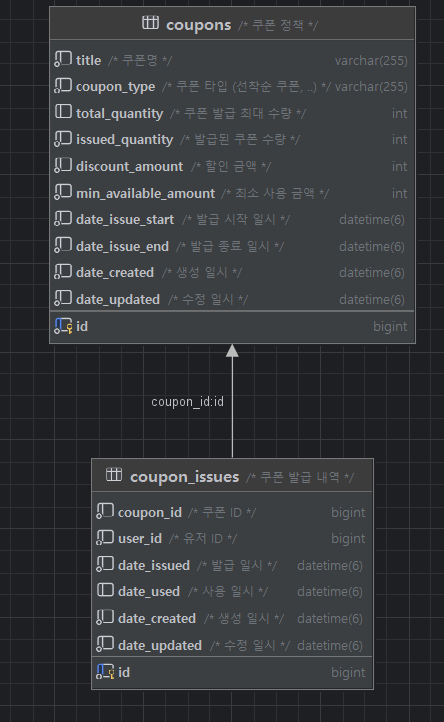 coupons /* 쿠폰 정책 */
title /* 쿠폰명 */ varchar(255)
coupon_type /* 쿠폰 타입 (선착순 쿠폰, ..) */ varchar(255)
total_quantity /* 쿠폰 발급 최대 수량 */ int
issued_quantity /* 발급된 쿠폰 수량 */ int
discount_amount /* 할인 금액 */ int
min_available_amount /* 최소 사용 금액 */ int
date_issue_start /* 발급 시작 일시 */ datetime(6)
date_issue_end /* 발급 종료 일시 */ datetime(6)
date_created /* 생성 일시 */ datetime(6)
date_updated /* 수정 일시 */ datetime(6)
id bigint
coupon_id:id
coupon_issues /* 쿠폰 발급 내역 */
coupon_id /* 쿠폰 ID */ bigint
user_id /* 유저 ID */ bigint
date_issued /* 발급 일시 */ datetime(6)
date_used /* 사용 일시 */ datetime(6)
date_created /* 생성 일시 */ datetime(6)
date_updated /* 수정 일시 */ datetime(6)
id bigint